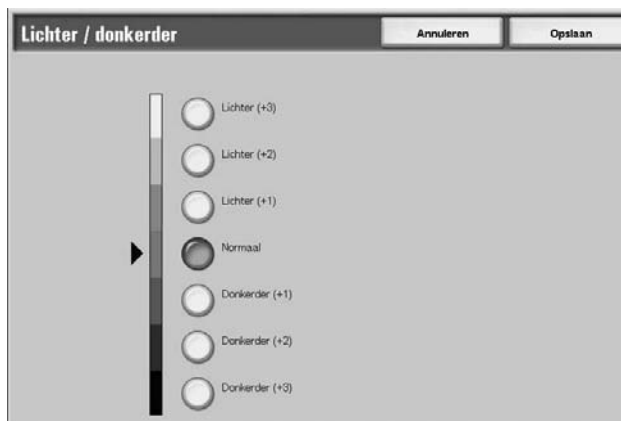 Lichter / donkerder
Annuleren
Opslaan
Lichter (+3)
Lichter (+2)
Lichter (+1)
Normaal
Donkerder (+1)
Donkerder (+2)
Donkerder (+3)